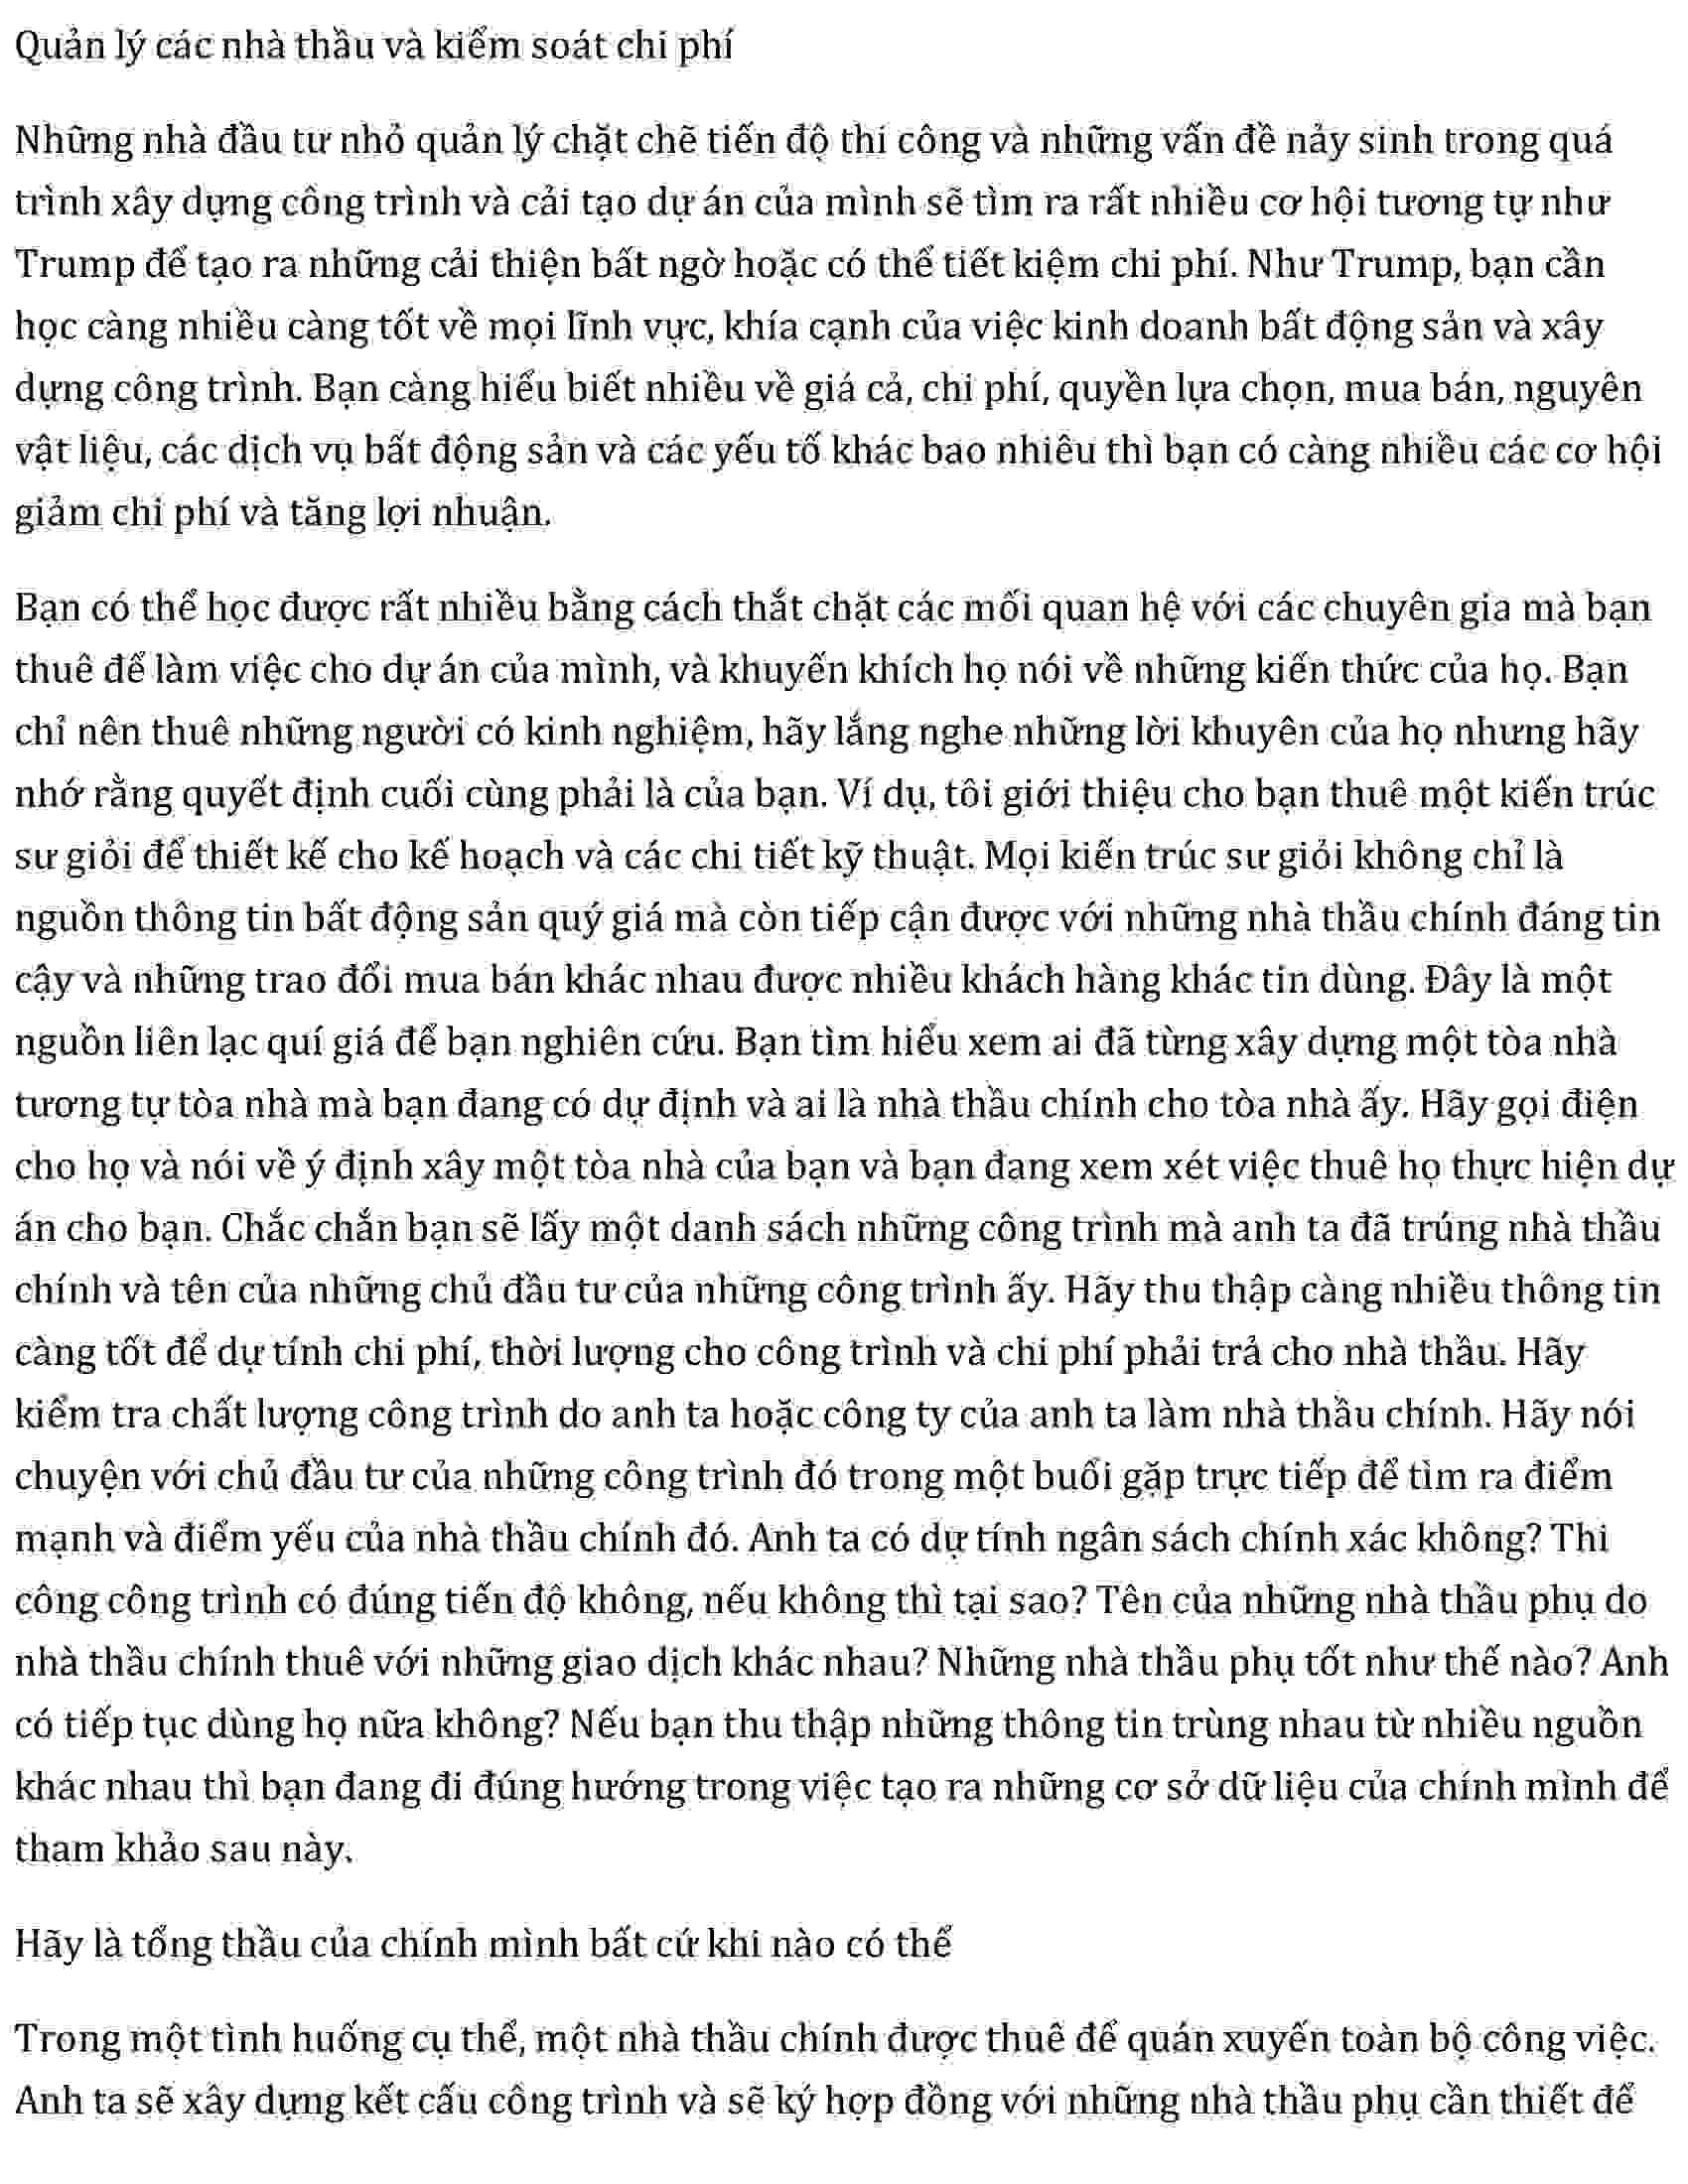 Quản lý các nhà thầu và kiểm soát chi phí
Những nhà đầu tư nhỏ quản lý chặt chẽ tiến độ thi công và những vấn đề nảy sinh trong quá
trình xây dựng công trình và cải tạo dự án của mình sẽ tìm ra rất nhiều cơ hội tương tự như
Trump để tạo ra những cải thiện bất ngờ hoặc có thể tiết kiệm chi phí. Như Trump, bạn cần
học càng nhiều càng tốt về mọi lĩnh vực, khía cạnh của việc kinh doanh bất động sản và xây
dựng công trình. Bạn càng hiểu biết nhiều về giá cả, chi phí, quyền lựa chọn, mua bán, nguyên
vật liệu, các dịch vụ bất động sản và các yếu tố khác bao nhiêu thì bạn có càng nhiều các cơ hội
giảm chi phí và tăng lợi nhuận.
Bạn có thể học được rất nhiều bằng cách thắt chặt các mối quan hệ với các chuyên gia mà bạn
thuê để làm việc cho dự án của mình, và khuyến khích họ nói về những kiến thức của họ. Bạn
chỉ nên thuê những người có kinh nghiệm, hãy lắng nghe những lời khuyên của họ nhưng hãy
nhớ rằng quyết định cuối cùng phải là của bạn. Ví dụ, tôi giới thiệu cho bạn thuê một kiến trúc
sư giỏi để thiết kế cho kế hoạch và các chi tiết kỹ thuật. Mọi kiến trúc sư giỏi không chỉ là
nguồn thông tin bất động sản quý giá mà còn tiếp cận được với những nhà thầu chính đáng tin
cậy và những trao đổi mua bán khác nhau được nhiều khách hàng khác tin dùng. Đây là một
nguồn liên lạc quí giá để bạn nghiên cứu. Bạn tìm hiểu xem ai đã từng xây dựng một tòa nhà
tương tự tòa nhà mà bạn đang có dự định và ai là nhà thầu chính cho tòa nhà ấy. Hãy gọi điện
cho họ và nói về ý định xây một tòa nhà của bạn và bạn đang xem xét việc thuê họ thực hiện dự
án cho bạn. Chắc chắn bạn sẽ lấy một danh sách những công trình mà anh ta đã trúng nhà thầu
chính và tên của những chủ đầu tư của những công trình ấy. Hãy thu thập càng nhiều thông tin
càng tốt để dự tính chi phí, thời lượng cho công trình và chi phí phải trả cho nhà thầu. Hãy
kiểm tra chất lượng công trình do anh ta hoặc công ty của anh ta làm nhà thầu chính. Hãy nói
chuyện với chủ đầu tư của những công trình đó trong một buổi gặp trực tiếp để tìm ra điểm
mạnh và điểm yếu của nhà thầu chính đó. Anh ta có dự tính ngân sách chính xác không? Thi
công công trình có đúng tiến độ không, nếu không thì tại sao? Tên của những nhà thầu phụ do
nhà thầu chính thuê với những giao dịch khác nhau? Những nhà thầu phụ tốt như thế nào? Anh
có tiếp tục dùng họ nữa không? Nếu bạn thu thập những thông tin trùng nhau từ nhiều nguồn
khác nhau thì bạn đang đi đúng hướng trong việc tạo ra những cơ sở dữ liệu của chính mình để
tham khảo sau này.
Hãy là tổng thầu của chính mình bất cứ khi nào có thể
Trong một tình huống cụ thể, một nhà thầu chính được thuê để quán xuyến toàn bộ công việc.
Anh ta sẽ xây dựng kết cấu công trình và sẽ ký hợp đồng với những nhà thầu phụ cần thiết để